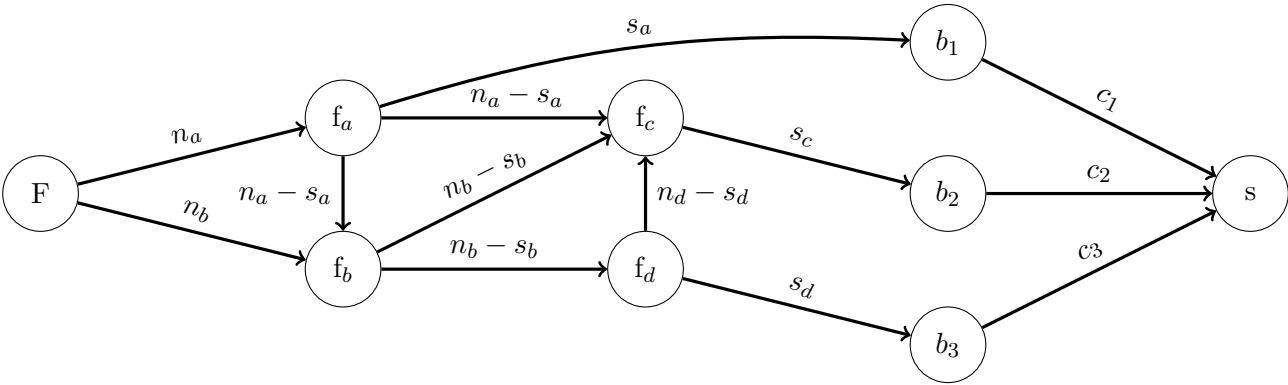 s_a
b_1
n_a − s_a
c_1
n_a
f_a
f_c
s_c
n_b − s_b
F
n_a − s_a
n_d − s_d
b_2
c_2
s
n_b
n_b − s_b
c3
f_b
f_d
s_d
b_3